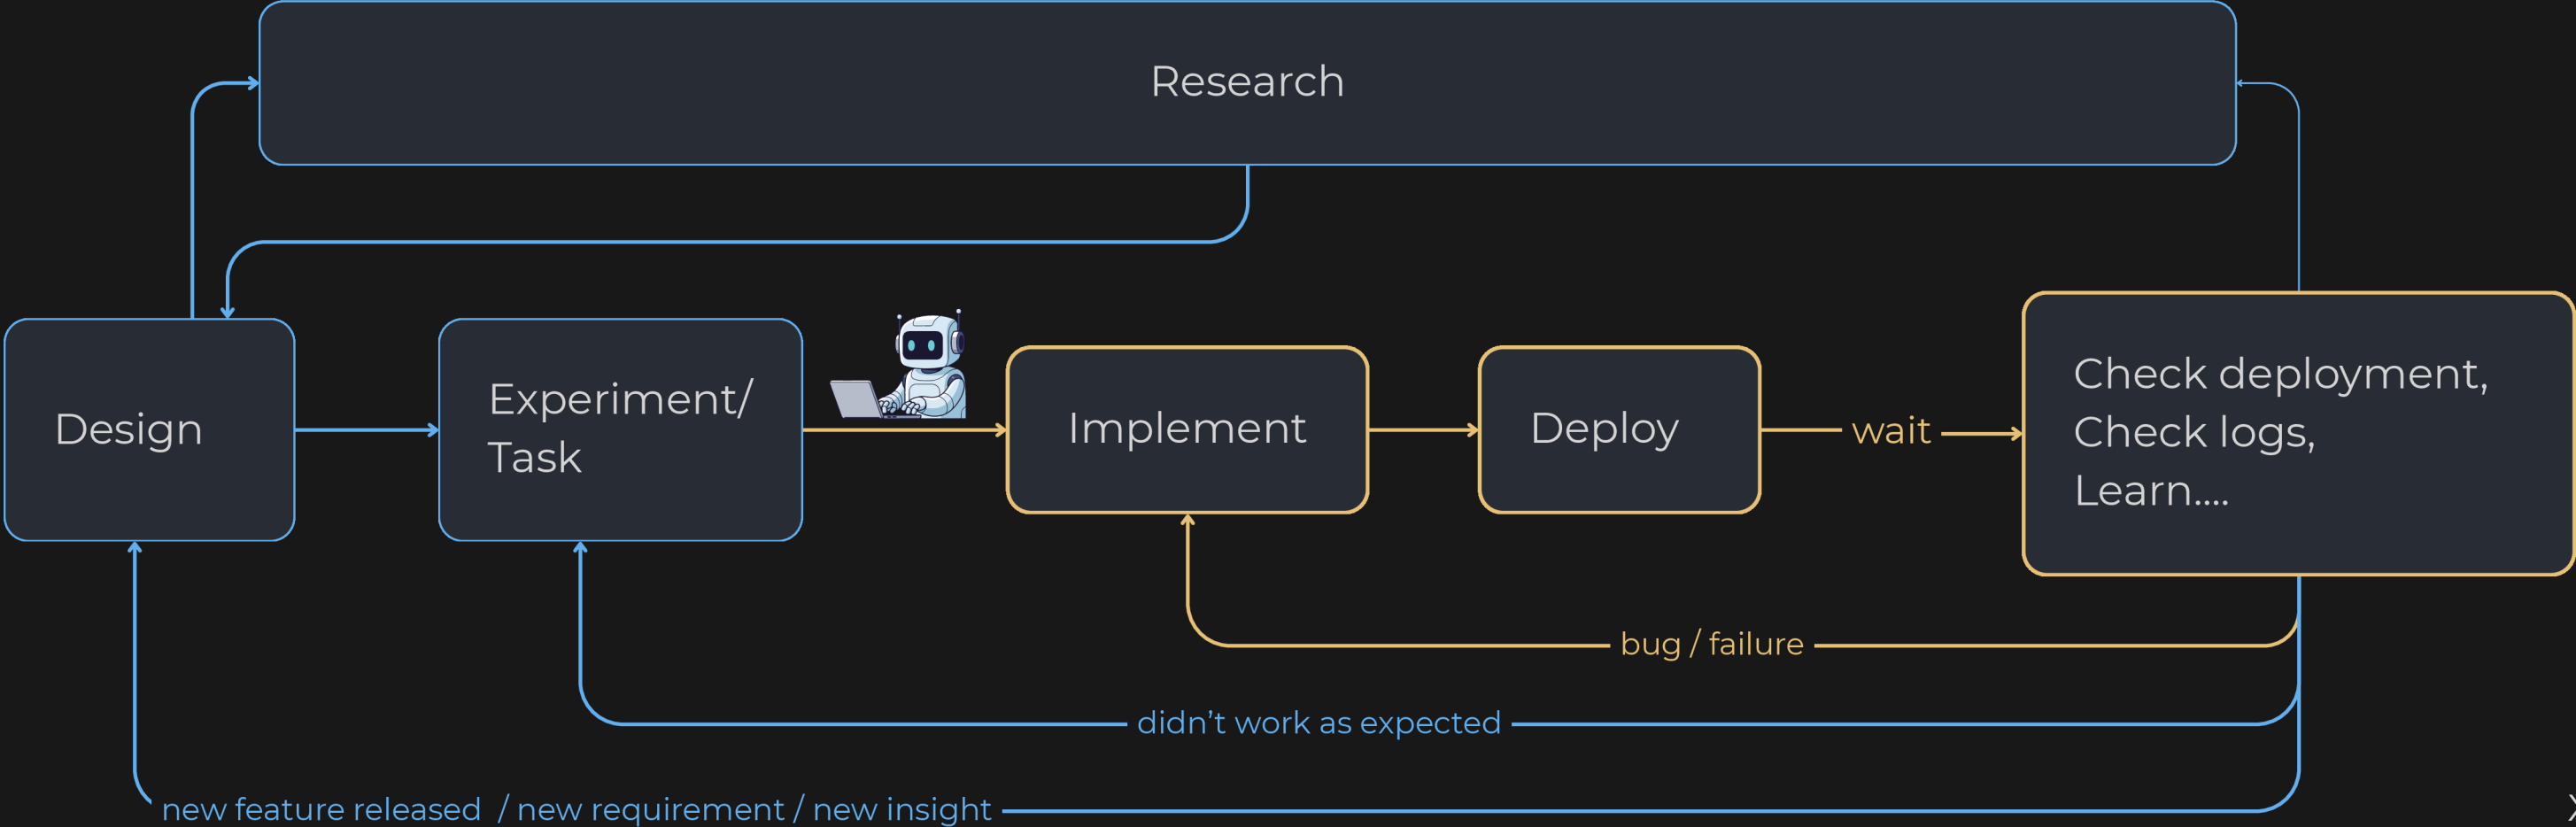 Research
Design
Experiment/
Task
Implement
Deploy
wait
Check deployment,
Check logs,
Learn....
bug / failure
didn't work as expected
new feature released / new requirement / new insight